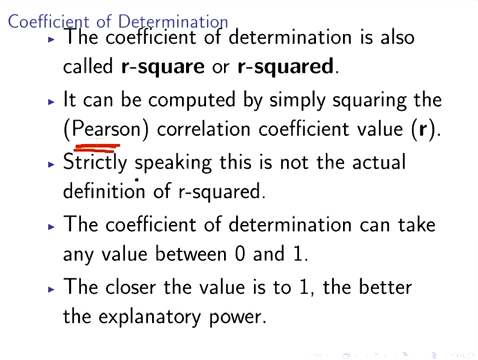 Coefficient of Determination
▸ The coefficient of determination is also
called r-square or r-squared.
▸ It can be computed by simply squaring the
(Pearson) correlation coefficient value (r).
▸ Strictly speaking this is not the actual
definition of r-squared.
▸ The coefficient of determination can take
any value between 0 and 1.
▸ The closer the value is to 1, the better
the explanatory power.